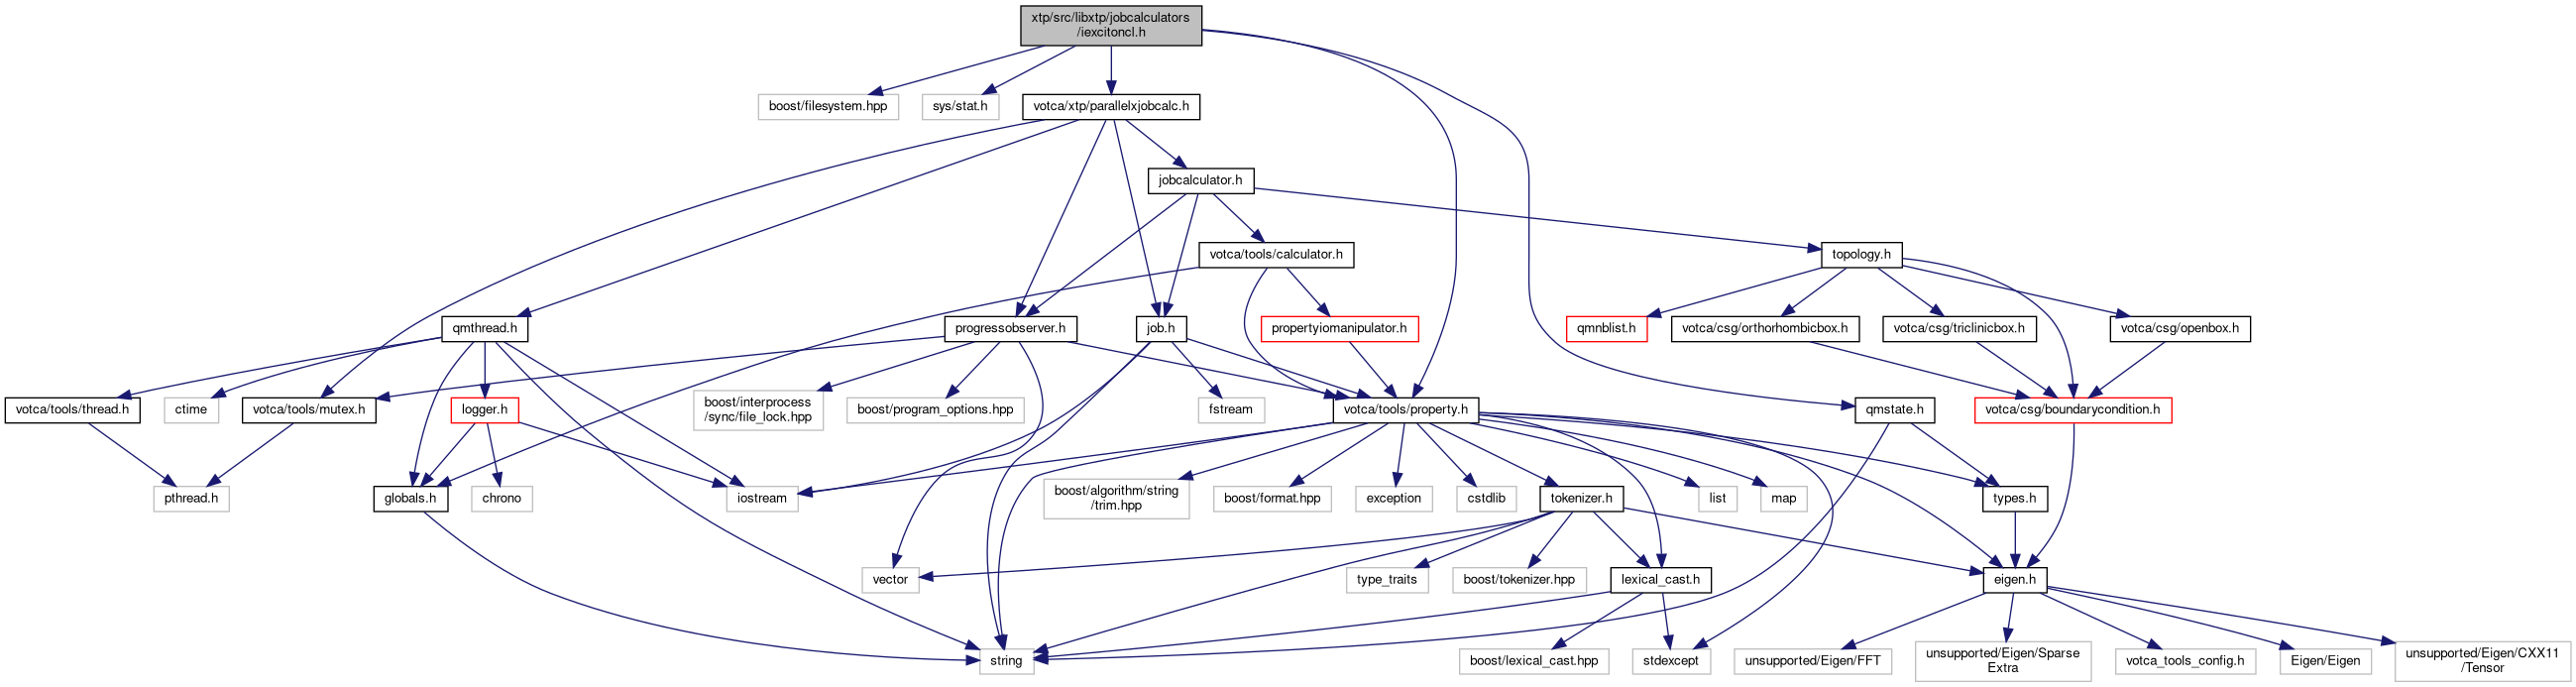 xtp/src/libxtp/jobcalculators
/iexcitoncl.h
boost/filesystem.hpp
sys/stat.h
votca/xtp/parallelxjobcalc.h
jobcalculator.h
votca/tools/calculator.h
topology.h
qmthread.h
progressobserver.h
job.h
propertyiomanipulator.h
qmnblist.h
votca/csg/orthorhombicbox.h
votca/csg/triclinicbox.h
votca/csg/openbox.h
votca/tools/thread.h
ctime
votca/tools/mutex.h
logger.h
boost/interprocess
/sync/file_lock.hpp
boost/program_options.hpp
fstream
votca/tools/property.h
qmstate.h
votca/csg/boundarycondition.h
pthread.h
globals.h
chrono
iostream
boost/algorithm/string
/trim.hpp
boost/format.hpp
exception
cstdlib
tokenizer.h
list
map
types.h
vector
type_traits
boost/tokenizer.hpp
lexical_cast.h
eigen.h
string
boost/lexical_cast.hpp
stdexcept
unsupported/Eigen/FFT
unsupported/Eigen/Sparse
Extra
votca_tools_config.h
Eigen/Eigen
unsupported/Eigen/CXX11
/Tensor